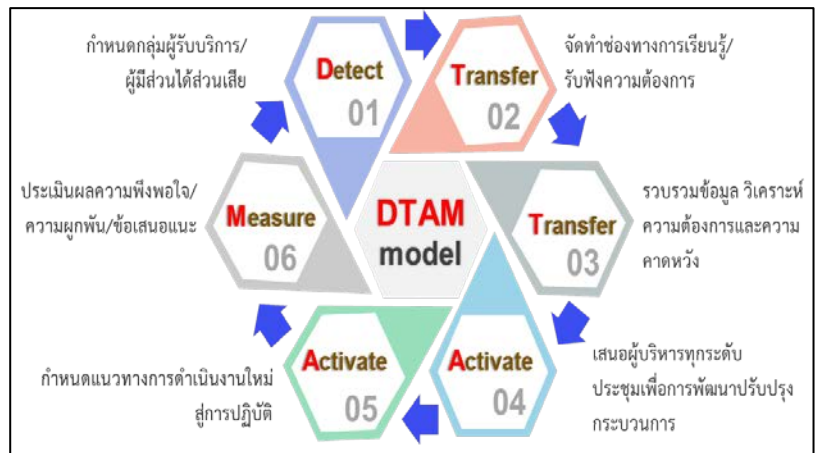 กำหนดกลุ่มผู้รับบริการ/
ผู้มีส่วนได้ส่วนเสีย
Detect
01
Transfer
02
จัดทำช่องทางการเรียนรู้/
รับฟังความต้องการ
ประเมินผลความพึงพอใจ/
ความผูกพัน/ข้อเสนอแนะ
Measure
06
DTAM
model
Transfer
03
รวบรวมข้อมูล วิเคราะห์
ความต้องการและความ
คาดหวัง
กำหนดแนวทางการดำเนินงานใหม่
สู่การปฏิบัติ
Activate
05
Activate
04
เสนอผู้บริหารทุกระดับ
ประชุมเพื่อการพัฒนาปรับปรุง
กระบวนการ